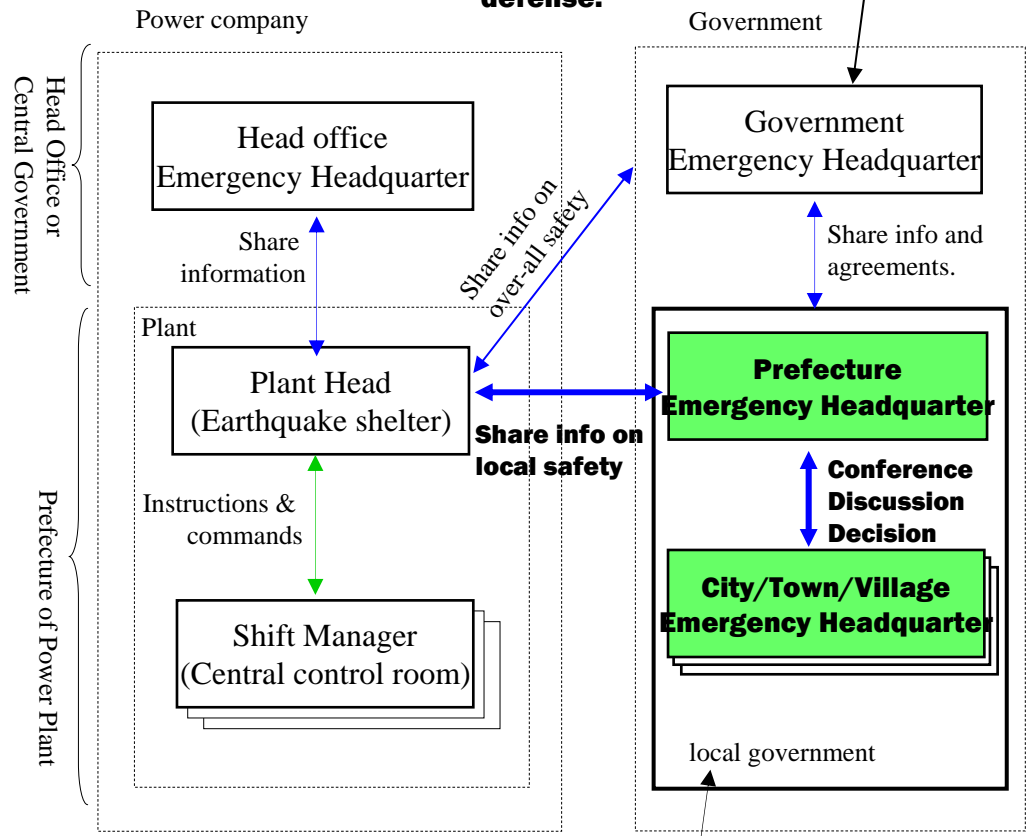 defense.
Power company
Government
Head Office or
Central Government
Head office
Emergency Headquarter
Government
Emergency Headquarter
Share
information
Share info on
over-all safety
Share info and
agreements.
Plant
Plant Head
(Earthquake shelter)
Prefecture
Emergency Headquarter
Share info on
local safety
Conference
Discussion
Decision
Instructions &
commands
Prefecture of Power Plant
City/Town/Village
Emergency Headquarter
Shift Manager
(Central control room)
local government